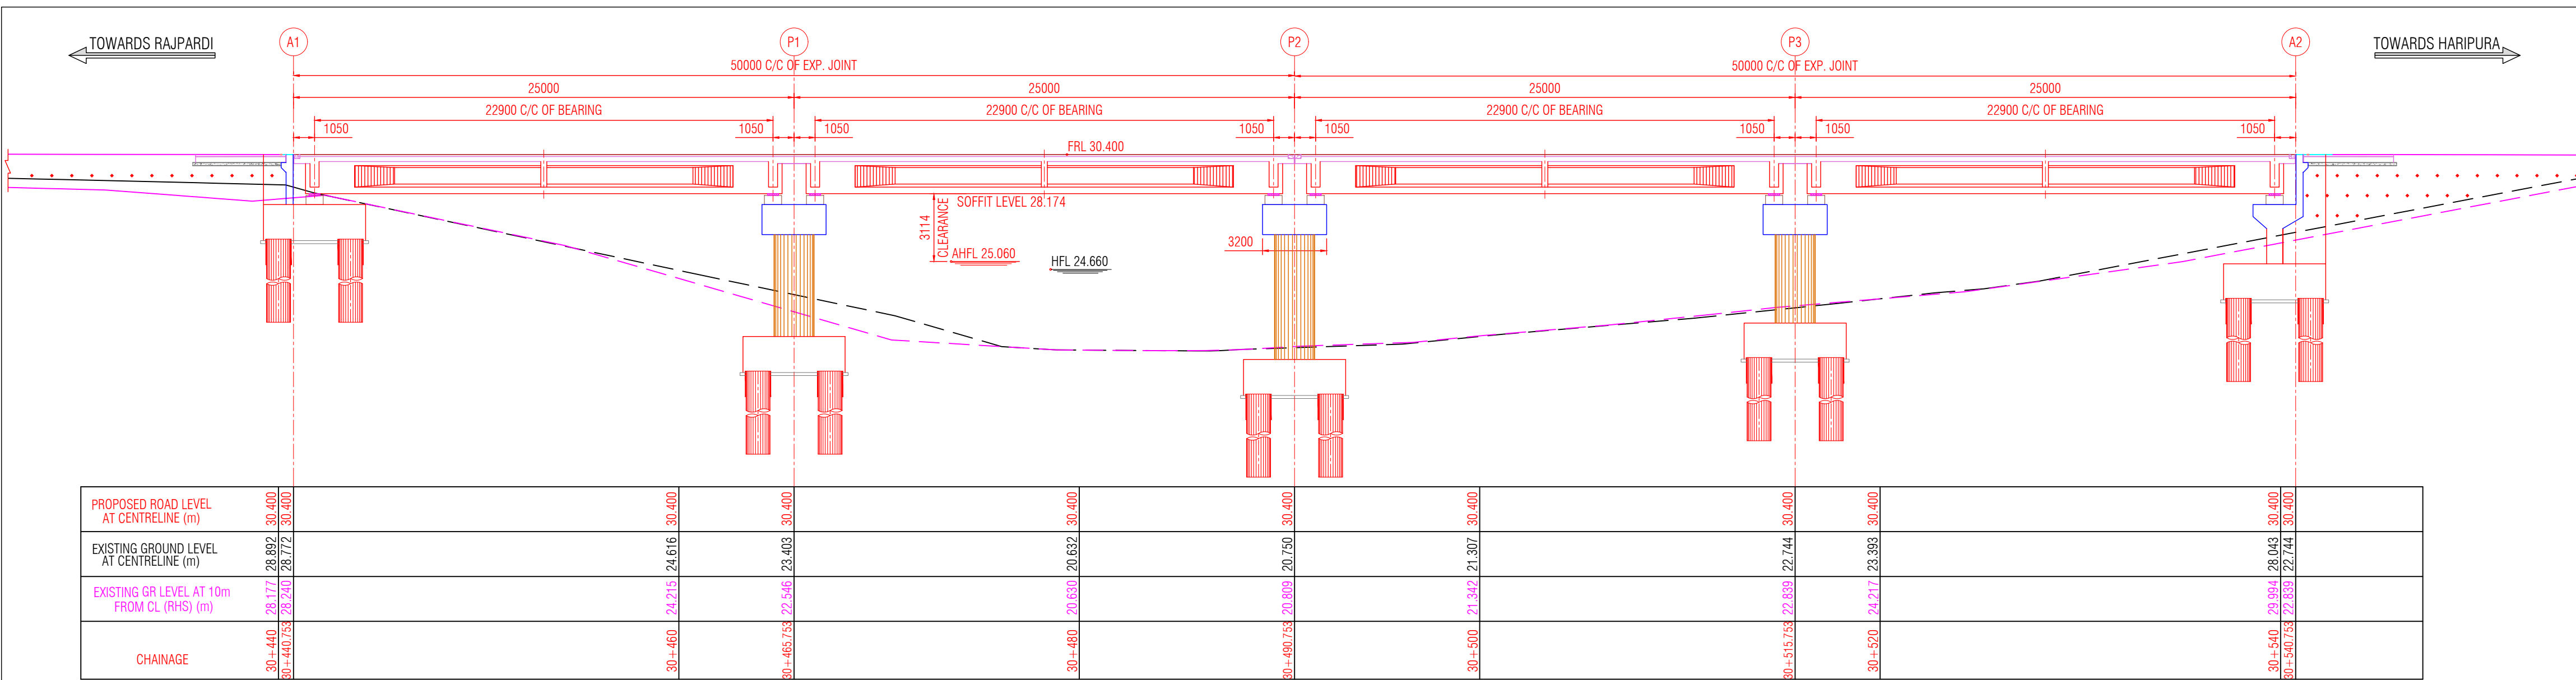 TOWARDS RAJPARDI
A1
P1
P2
P3
A2
TOWARDS HARIPURA
50000 C/C OF EXP. JOINT
50000 C/C OF EXP. JOINT
25000
25000
25000
25000
22900 C/C OF BEARING
22900 C/C OF BEARING
22900 C/C OF BEARING
22900 C/C OF BEARING
1050
1050
1050
1050
1050
1050
1050
1050
FRL 30.400
SOFFIT LEVEL 28.174
3114
CLEARANCE
AHFL 25.060
HFL 24.660
3200
PROPOSED ROAD LEVEL
AT CENTRELINE (m)
30.400
30.400
30.400
30.400
30.400
30.400
30.400
30.400
30.400
30.400
30.400
EXISTING GROUND LEVEL
AT CENTRELINE (m)
28.892
28.772
24.616
23.403
20.632
20.750
21.307
22.744
23.393
28.043
22.744
EXISTING GR LEVEL AT 10m
FROM CL (RHS) (m)
28.177
28.240
24.215
22.546
20.630
20.809
21.342
22.839
24.217
29.994
22.839
CHAINAGE
30+440
30+440.753
30+460
30+465.753
30+480
30+490.753
30+500
30+515.753
30+520
30+540
30+540.753